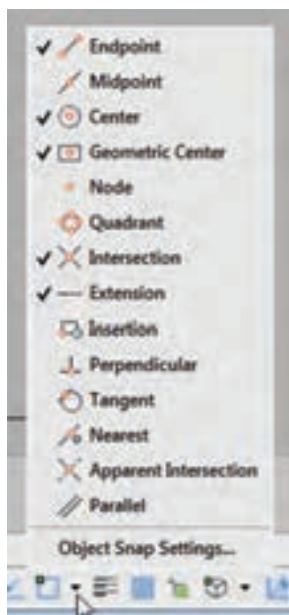 Endpoint
Midpoint
Center
Geometric Center
Node
Quadrant
Intersection
Extension
Insertion
Perpendicular
Tangent
Nearest
Apparent Intersection
Parallel
Object Snap Settings...